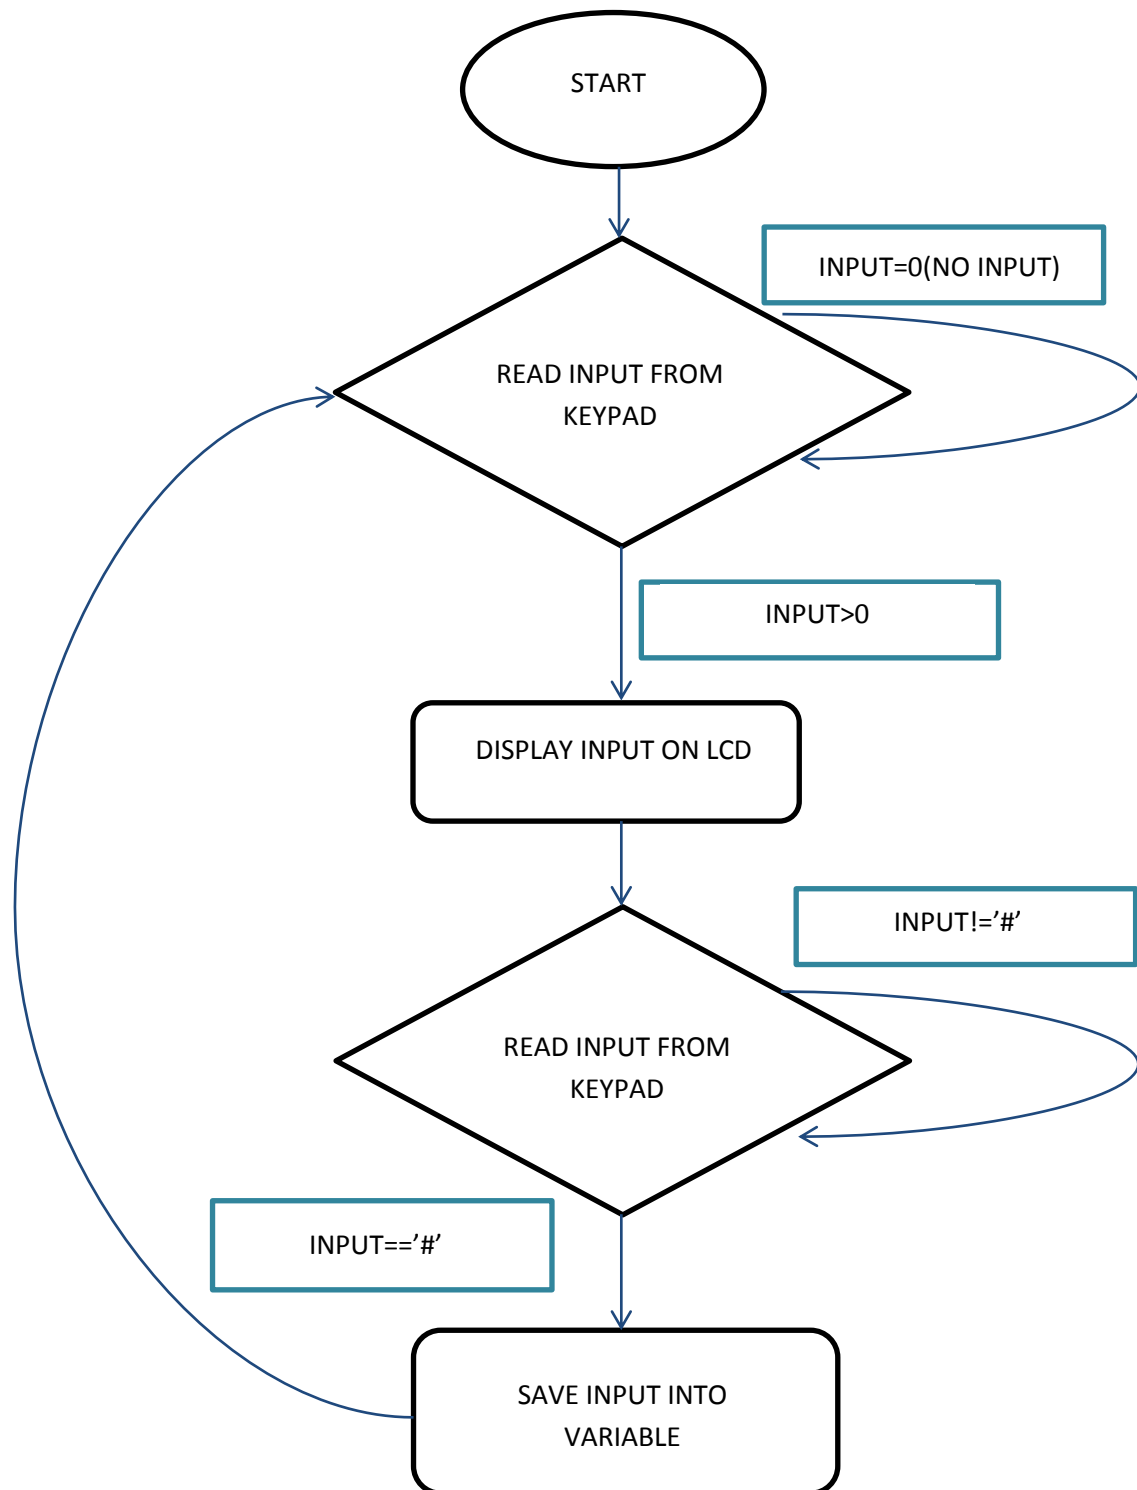 START
INPUT=0(NO INPUT)
READ INPUT FROM
KEYPAD
INPUT>0
DISPLAY INPUT ON LCD
INPUT!=’#’
READ INPUT FROM
KEYPAD
INPUT==’#’
SAVE INPUT INTO
VARIABLE